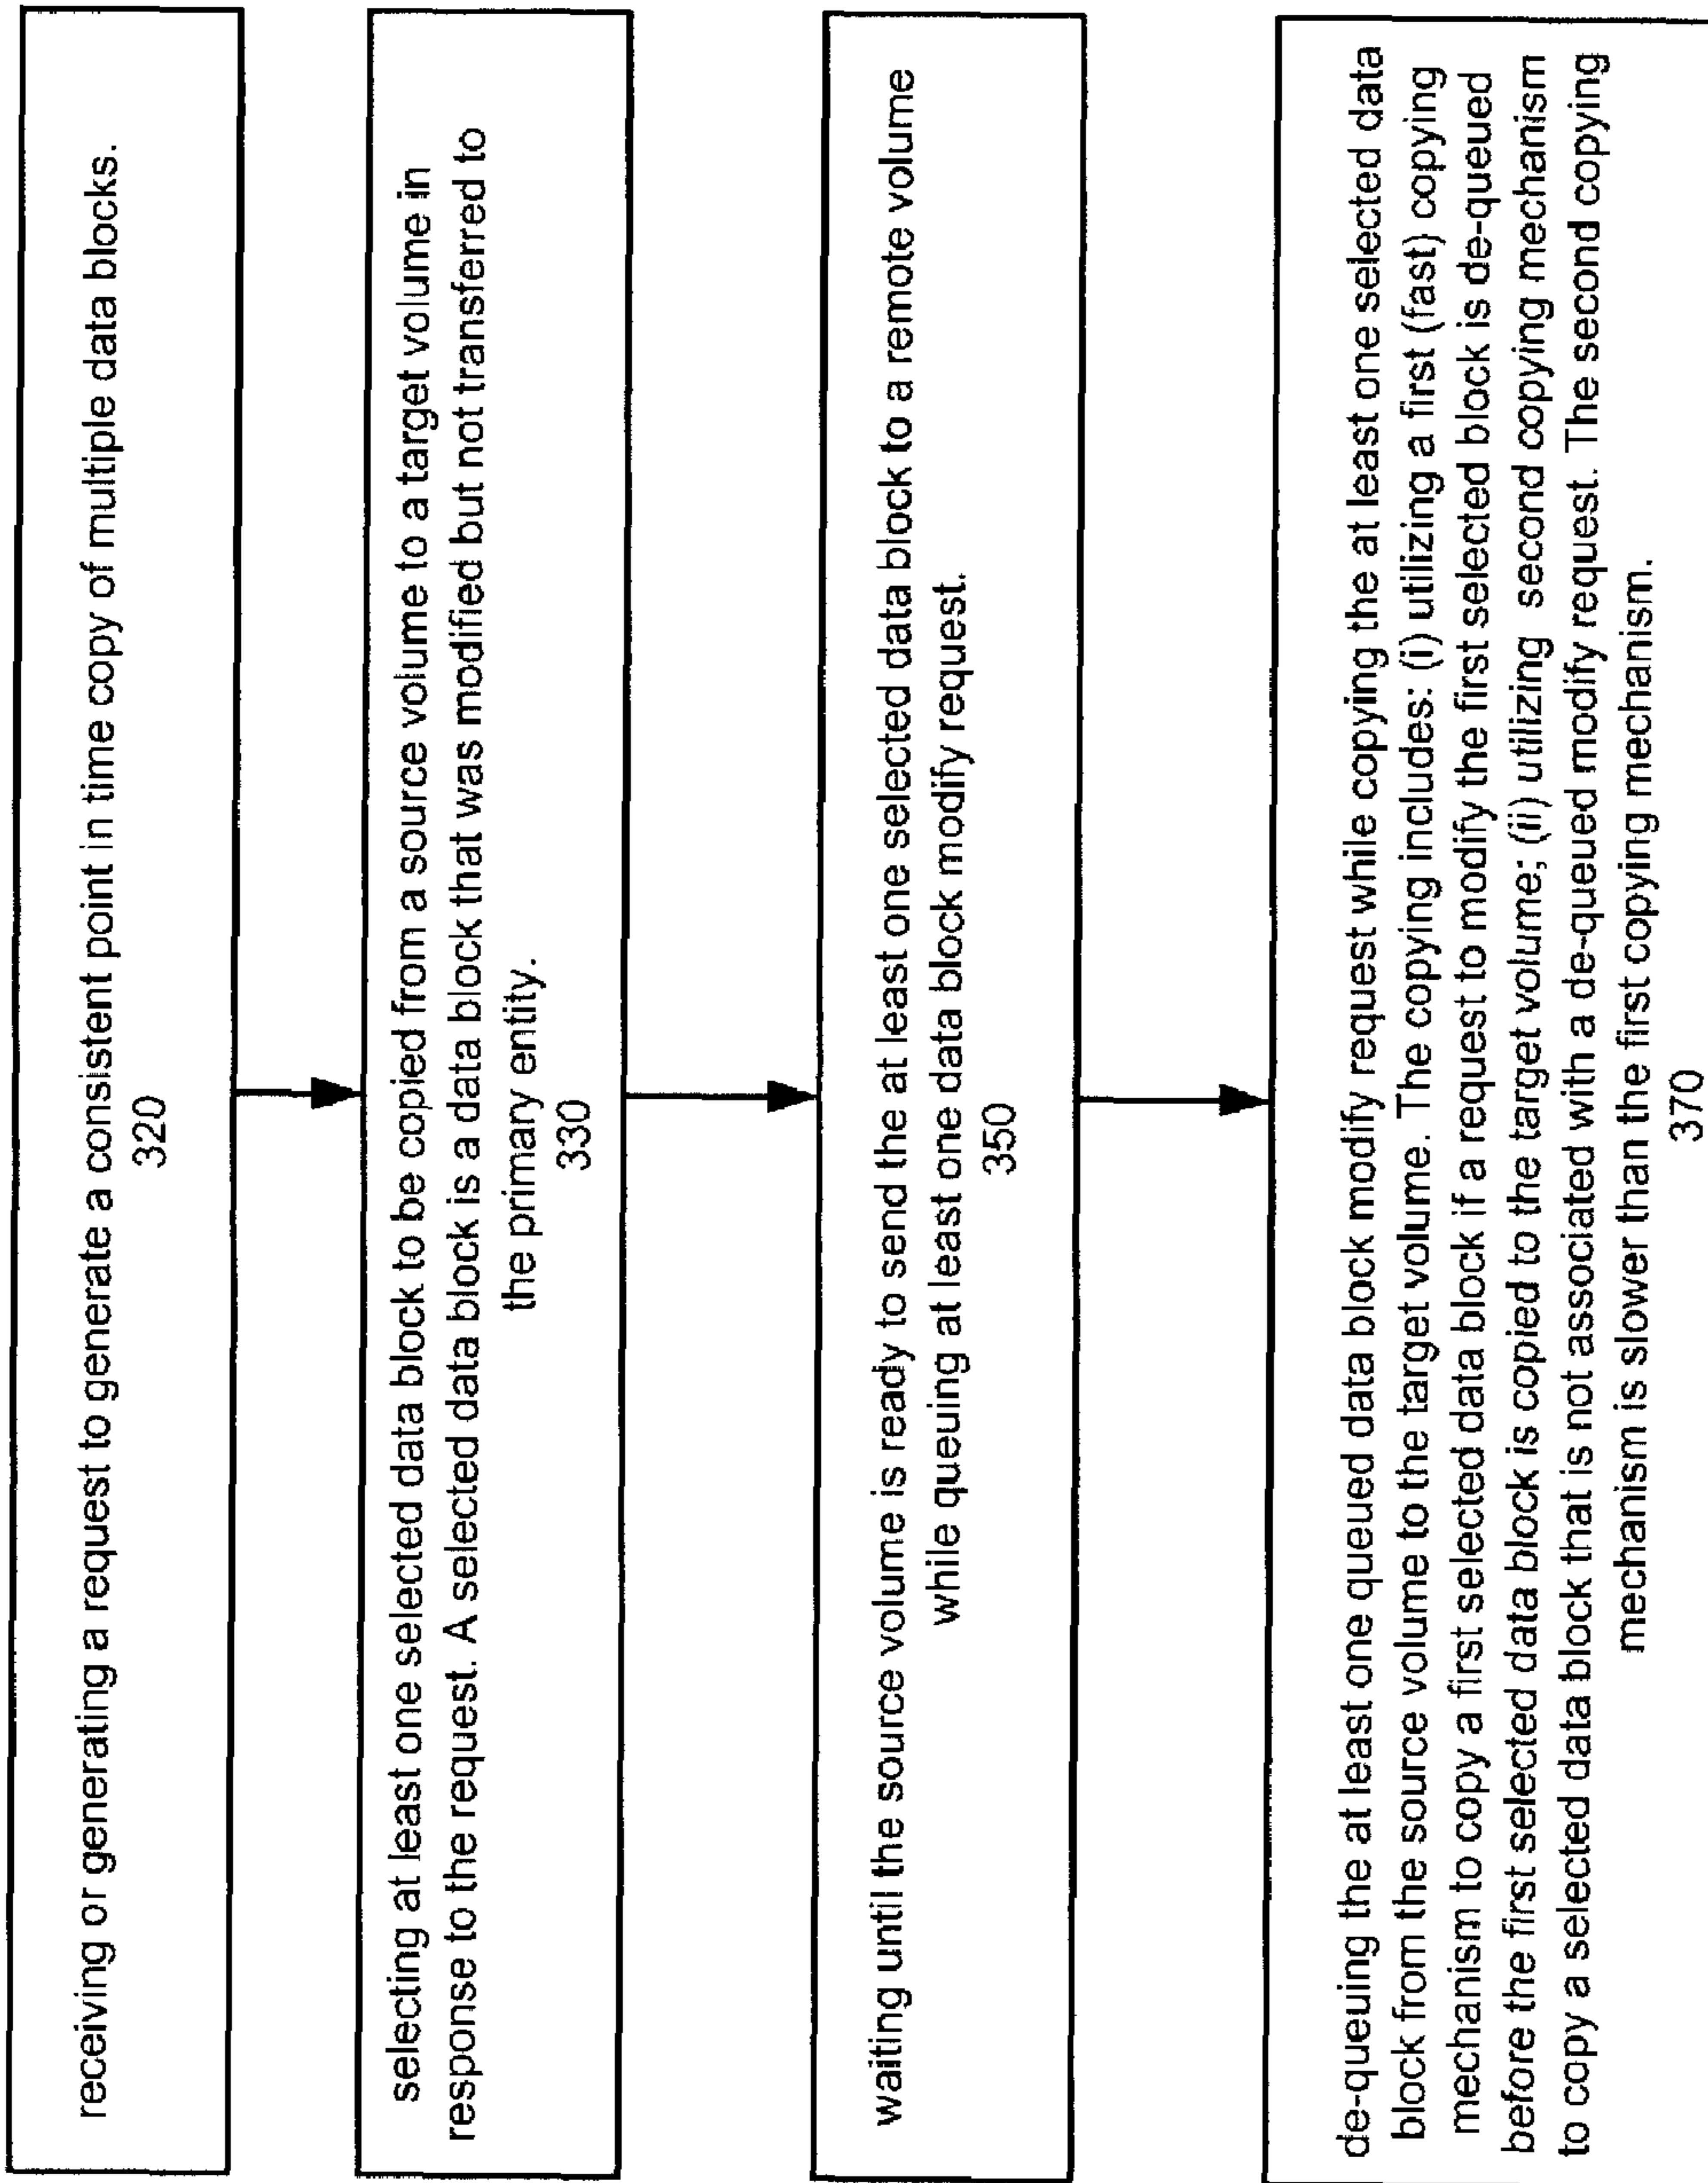 receiving or generating a request to generate a consistent point in time copy of multiple data blocks.
320
selecting at least one selected data block to be copied from a source volume to a target volume in
response to the request. A selected data block is a data block that was modified but not transferred to
the primary entity.
330
waiting until the source volume is ready to send the at least one selected data block to a remote volume
while queuing at least one data block modify request.
350
de-queuing the at least one queued data block modify request while copying the at least one selected data
block from the source volume to the target volume. The copying includes: (i) utilizing a first (fast) copying
mechanism to copy a first selected data block if a request to modify the first selected block is de-queued
before the first selected data block is copied to the target volume; (ii) utilizing second copying mechanism
to copy a selected data block that is not associated with a de-queued modify request. The second copying
mechanism is slower than the first copying mechanism.
370